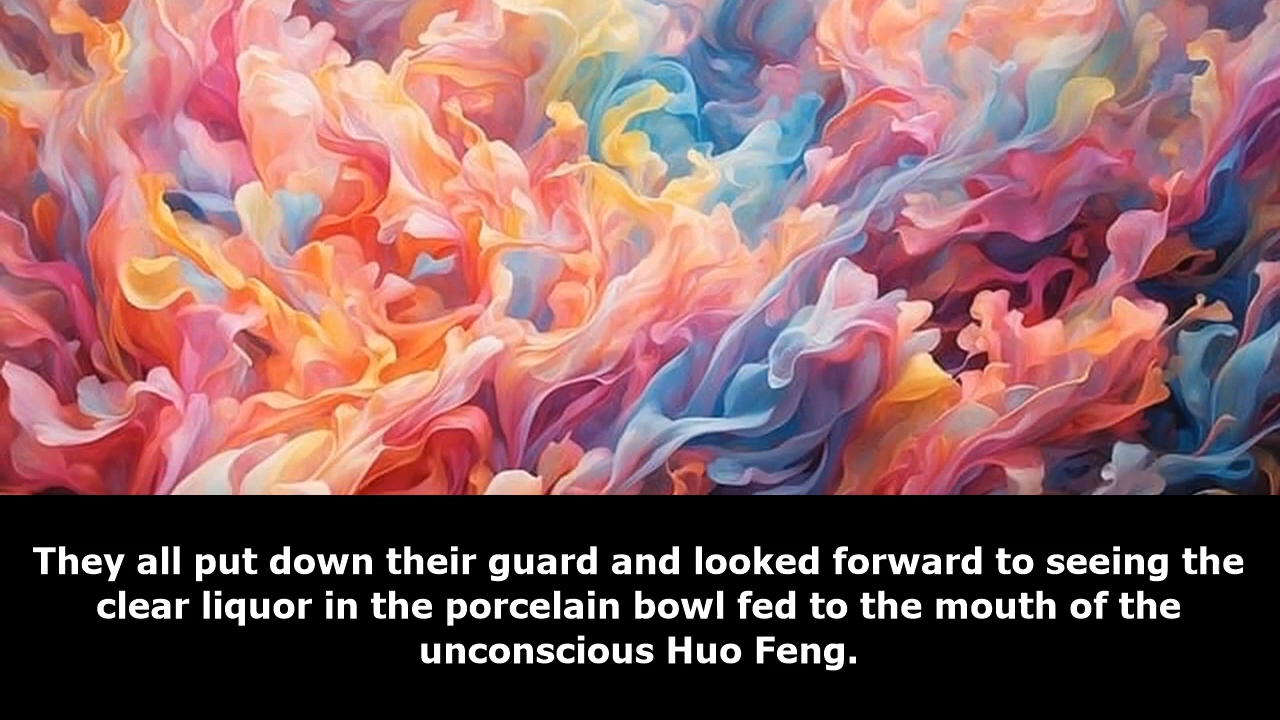 They all put down their guard and looked forward to seeing the
clear liquor in the porcelain bowl fed to the mouth of the
unconscious Huo Feng.